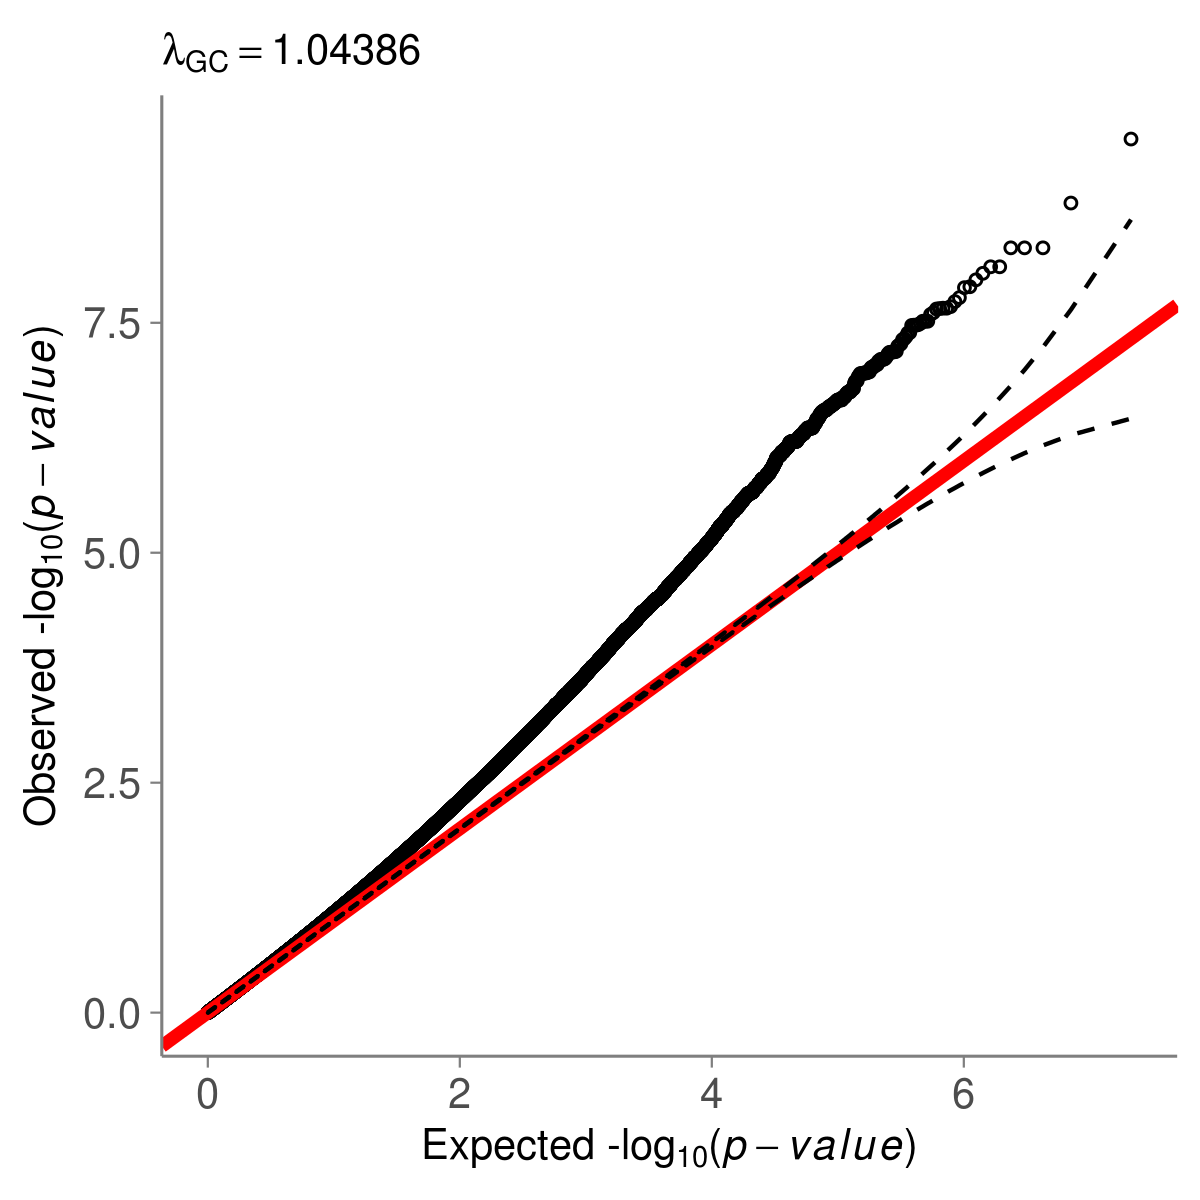 λGC = 1.04386
Observed -log10(p − value)
7.5
5.0
2.5
0.0
0 2 4 6
Expected -log10(p − value)